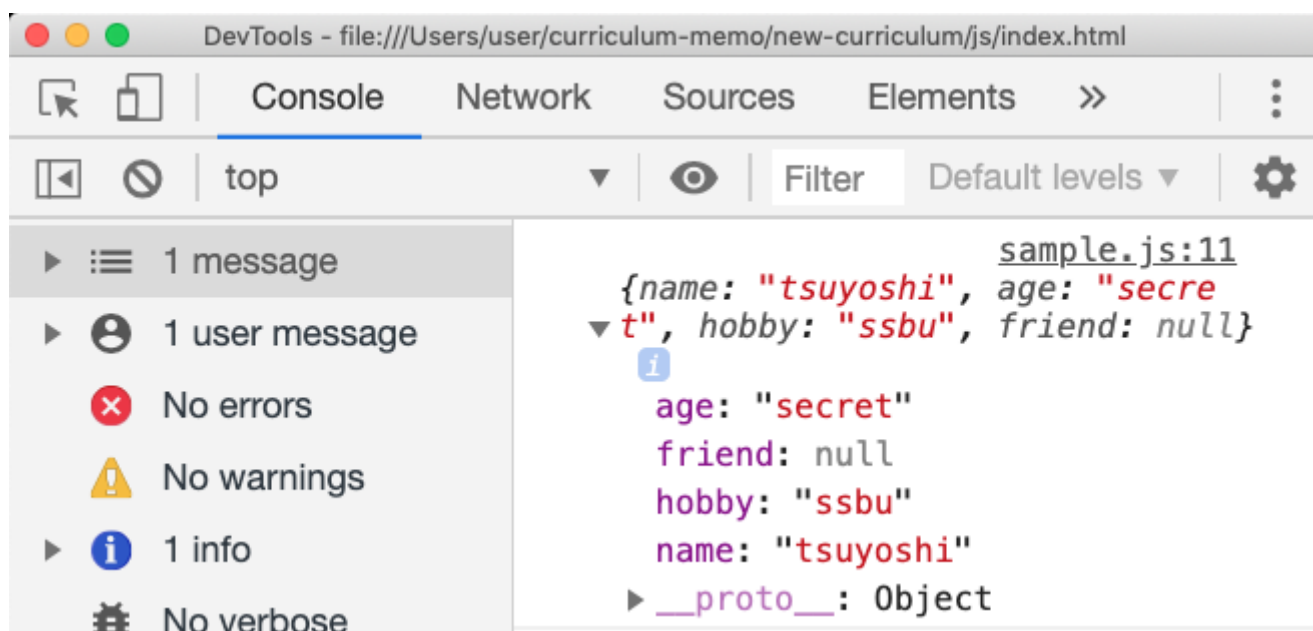 DevTools - file:///Users/user/curriculum-memo/new-curriculum/js/index.html
Console Network Sources Elements »
top Filter Default levels ▼
1 message
1 user message
No errors
No warnings
1 info
No verbose
sample.js:11
{name: "tsuyoshi", age: "secre
t", hobby: "ssbu", friend: null}
i
age: "secret"
friend: null
hobby: "ssbu"
name: "tsuyoshi"
__proto__: Object